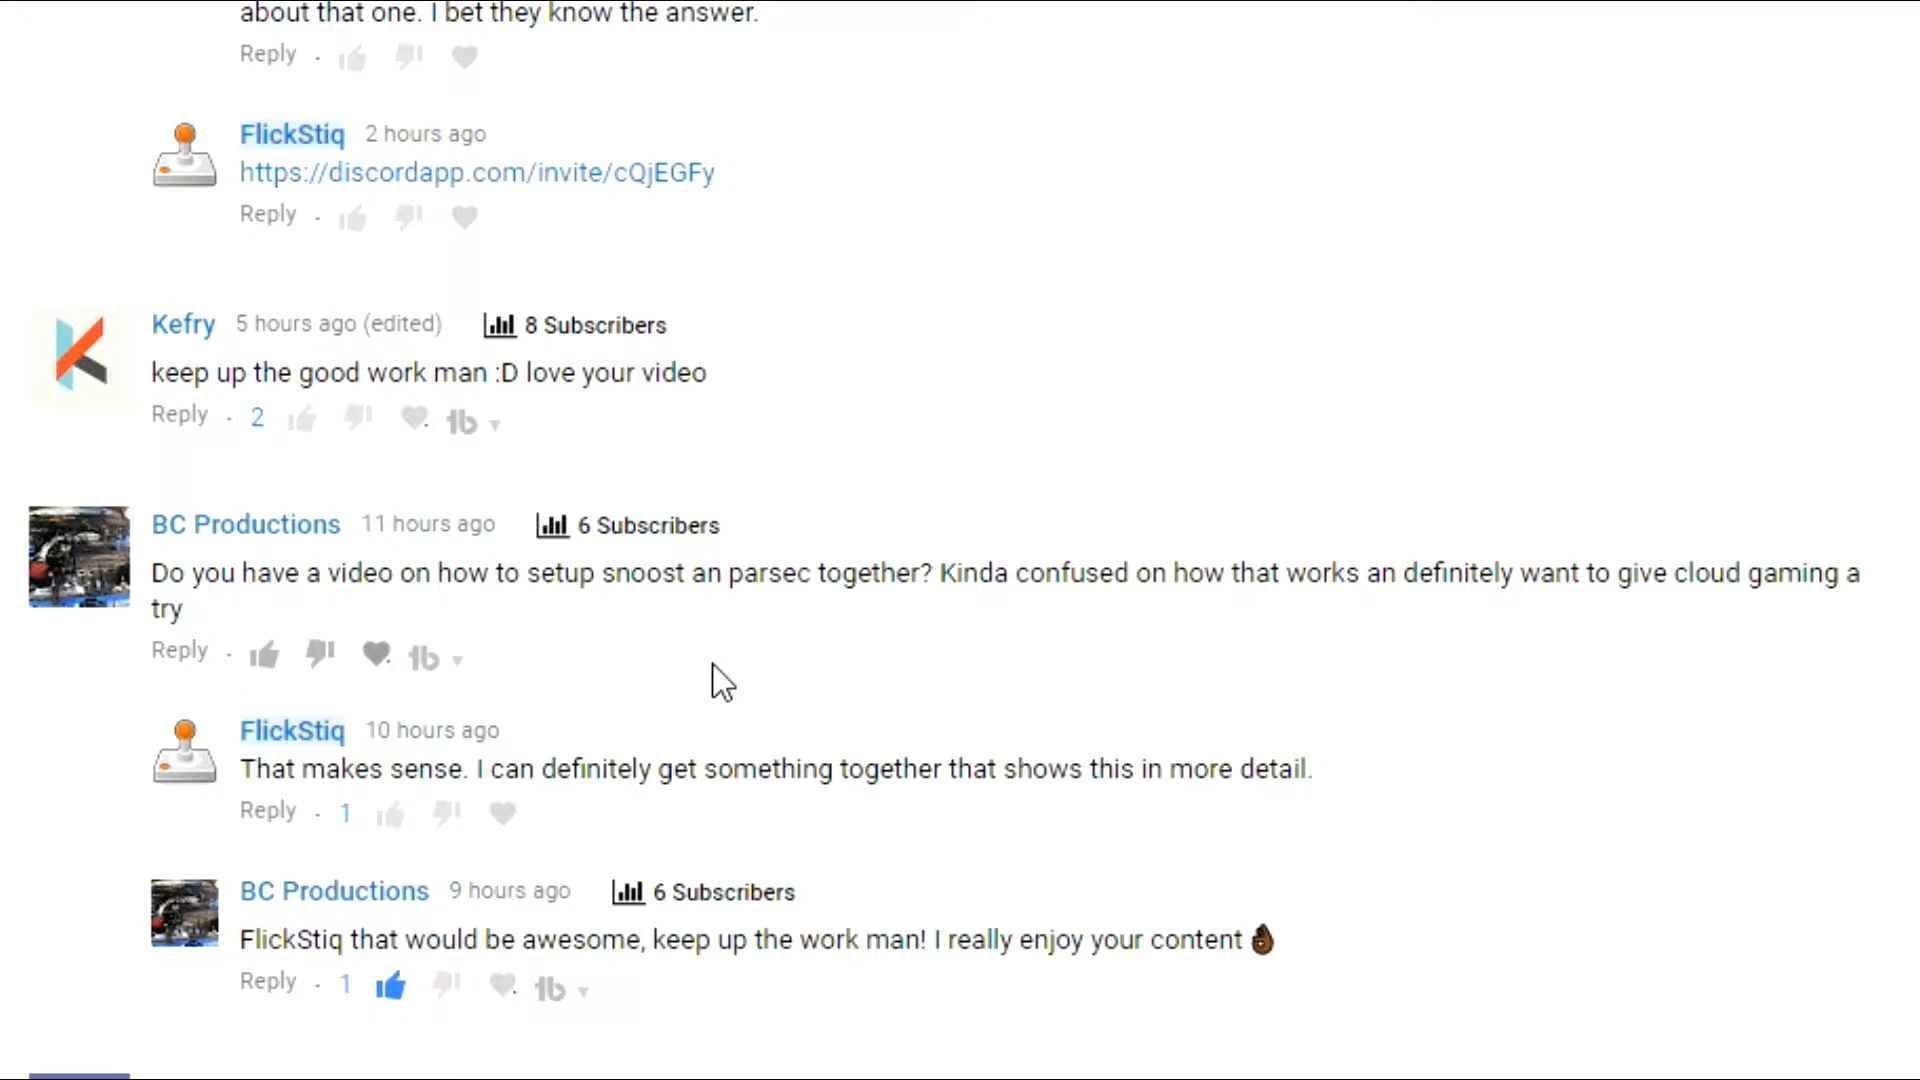 about that one. I bet they know the answer.
Reply .
FlickStiq 2 hours ago
https://discordapp.com/invite/cQjEGFy
Reply .
Kefry 5 hours ago (edited) 8 Subscribers
keep up the good work man :D love your video
Reply . 2
BC Productions 11 hours ago 6 Subscribers
Do you have a video on how to setup snoost an parsec together? Kinda confused on how that works an definitely want to give cloud gaming a
try
Reply .
FlickStiq 10 hours ago
That makes sense. I can definitely get something together that shows this in more detail.
Reply . 1
BC Productions 9 hours ago 6 Subscribers
FlickStiq that would be awesome, keep up the work man! I really enjoy your content 👌🏿
Reply . 1